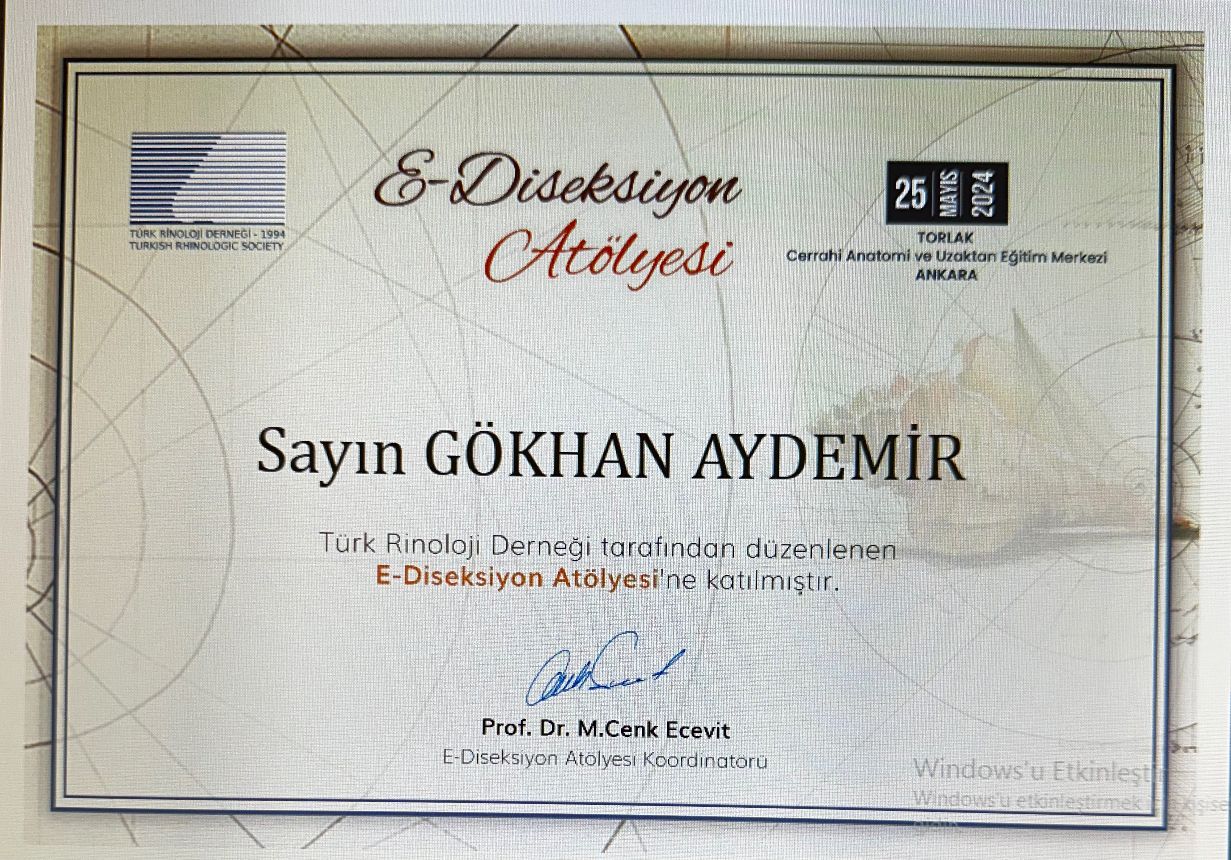 TÜRK RİNOLOJİ DERNEĞİ - 1994
TURKISH RHINOLOGIC SOCIETY
E-Diseksiyon
Atölyesi
25 MAYIS 2024
TORLAK
Cerrahi Anatomi ve Uzaktan Eğitim Merkezi
ANKARA
Sayın GÖKHAN AYDEMİR
Türk Rinoloji Derneği tarafından düzenlenen
E-Diseksiyon Atölyesi'ne katılmıştır.
Prof. Dr. M.Cenk Ecevit
E-Diseksiyon Atölyesi Koordinatörü
Windows'u Etkinleşt
Windows'u etkinleştirmek